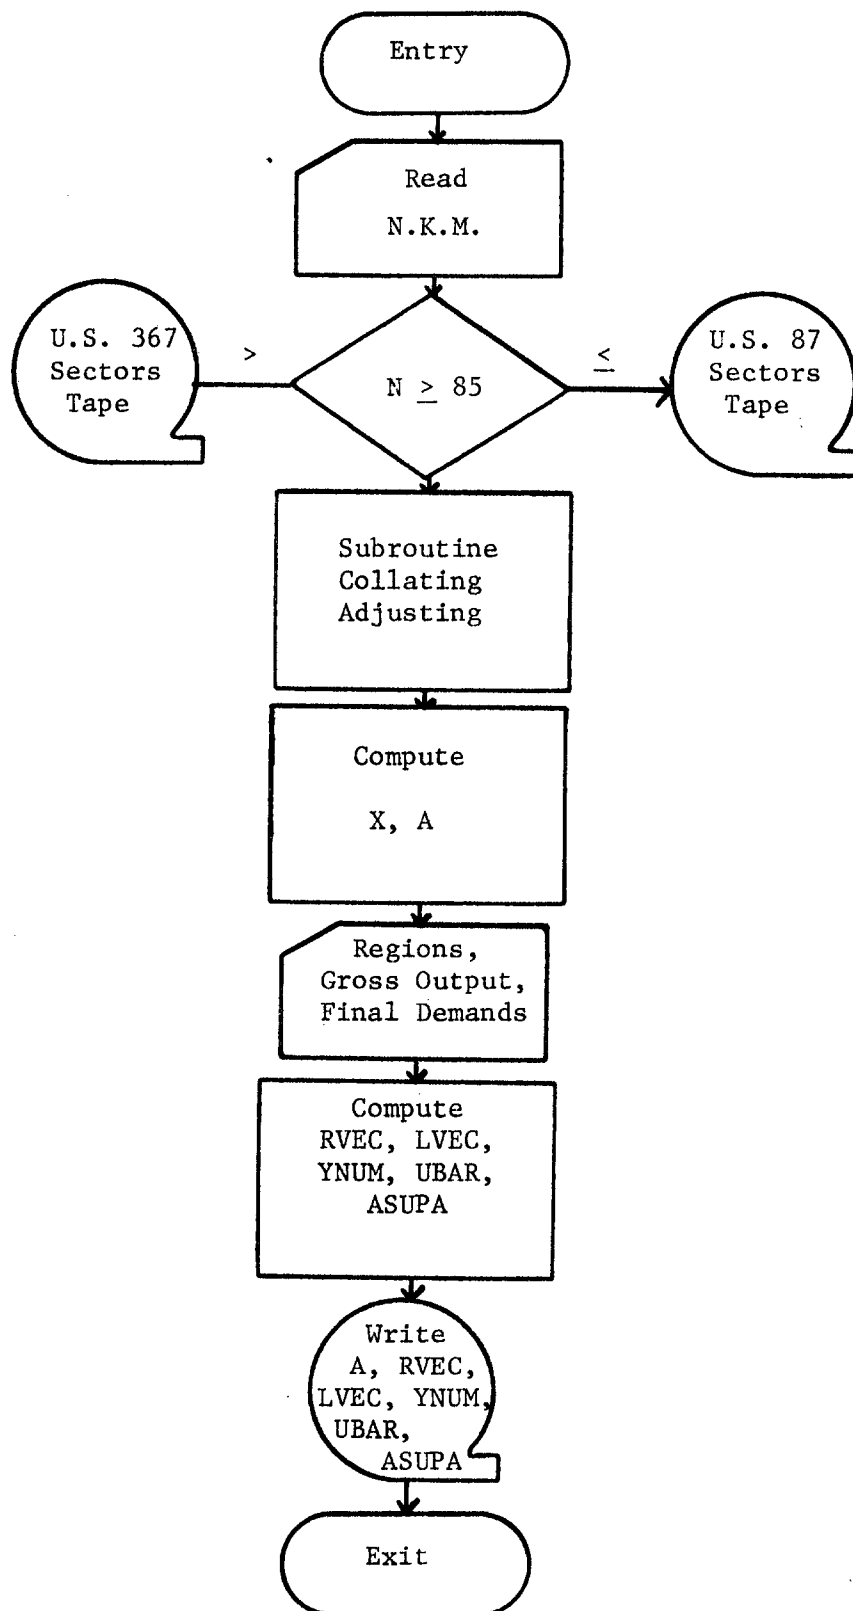 Entry
Read
N.K.M.
U.S. 367
Sectors
Tape
>
N ≥ 85
≤
U.S. 87
Sectors
Tape
Subroutine
Collating
Adjusting
Compute
X, A
Regions,
Gross Output,
Final Demands
Compute
RVEC, LVEC,
YNUM, UBAR,
ASUPA
Write
A, RVEC,
LVEC, YNUM,
UBAR,
ASUPA
Exit